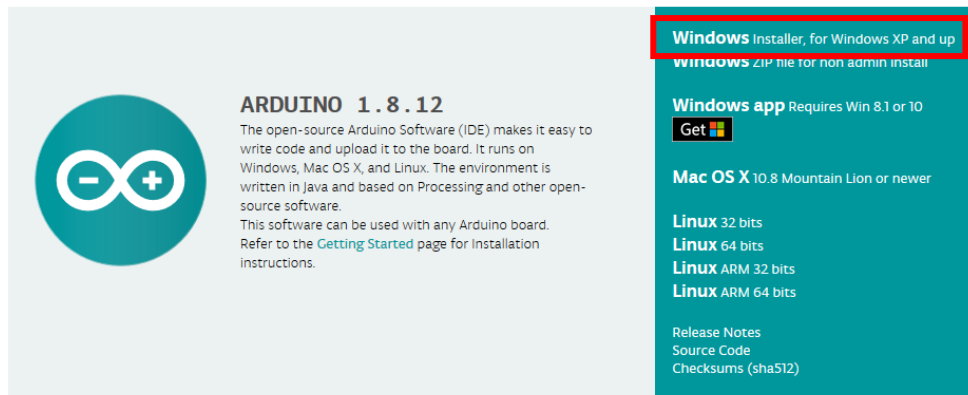 ARDUINO 1.8.12
The open-source Arduino Software (IDE) makes it easy to
write code and upload it to the board. It runs on
Windows, Mac OS X, and Linux. The environment is
written in Java and based on Processing and other open-
source software.
This software can be used with any Arduino board.
Refer to the Getting Started page for Installation
instructions.
Windows Installer, for Windows XP and up
Windows ZIP file for non admin install
Windows app Requires Win 8.1 or 10
Get
Mac OS X 10.8 Mountain Lion or newer
Linux 32 bits
Linux 64 bits
Linux ARM 32 bits
Linux ARM 64 bits
Release Notes
Source Code
Checksums (sha512)